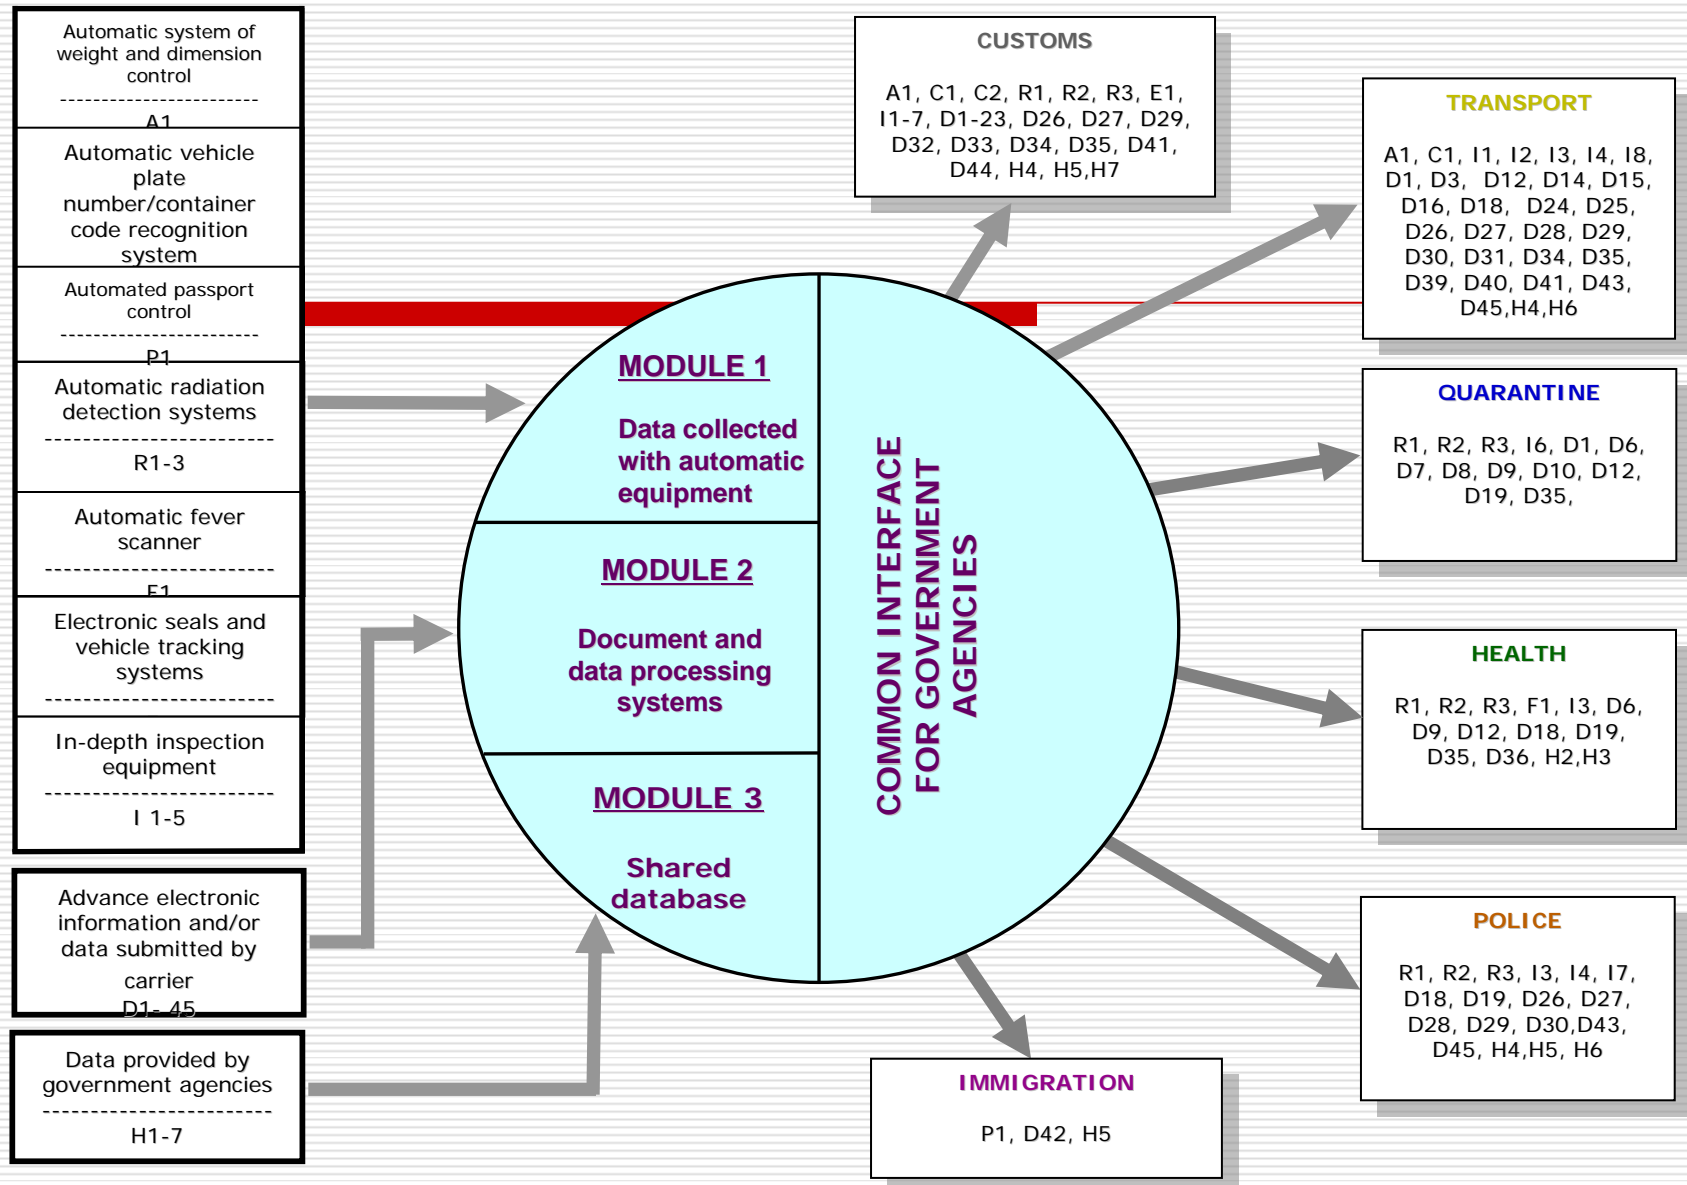 Automatic system of
weight and dimension
control
------------------------
A1
Automatic vehicle
plate
number/container
code recognition
system
Automated passport
control
------------------------
P1
Automatic radiation
detection systems
------------------------
R1-3
Automatic fever
scanner
------------------------
F1
Electronic seals and
vehicle tracking
systems
------------------------
In-depth inspection
equipment
------------------------
I 1-5
Advance electronic
information and/or
data submitted by
carrier
D1- 45
Data provided by
government agencies
------------------------
H1-7
MODULE 1
Data collected
with automatic
equipment
MODULE 2
Document and
data processing
systems
MODULE 3
Shared
database
COMMON INTERFACE
FOR GOVERNMENT
AGENCIES
CUSTOMS
A1, C1, C2, R1, R2, R3, E1,
I1-7, D1-23, D26, D27, D29,
D32, D33, D34, D35, D41,
D44, H4, H5,H7
TRANSPORT
A1, C1, I1, I2, I3, I4, I8,
D1, D3, D12, D14, D15,
D16, D18, D24, D25,
D26, D27, D28, D29,
D30, D31, D34, D35,
D39, D40, D41, D43,
D45,H4,H6
QUARANTINE
R1, R2, R3, I6, D1, D6,
D7, D8, D9, D10, D12,
D19, D35,
HEALTH
R1, R2, R3, F1, I3, D6,
D9, D12, D18, D19,
D35, D36, H2,H3
POLICE
R1, R2, R3, I3, I4, I7,
D18, D19, D26, D27,
D28, D29, D30,D43,
D45, H4,H5, H6
IMMIGRATION
P1, D42, H5